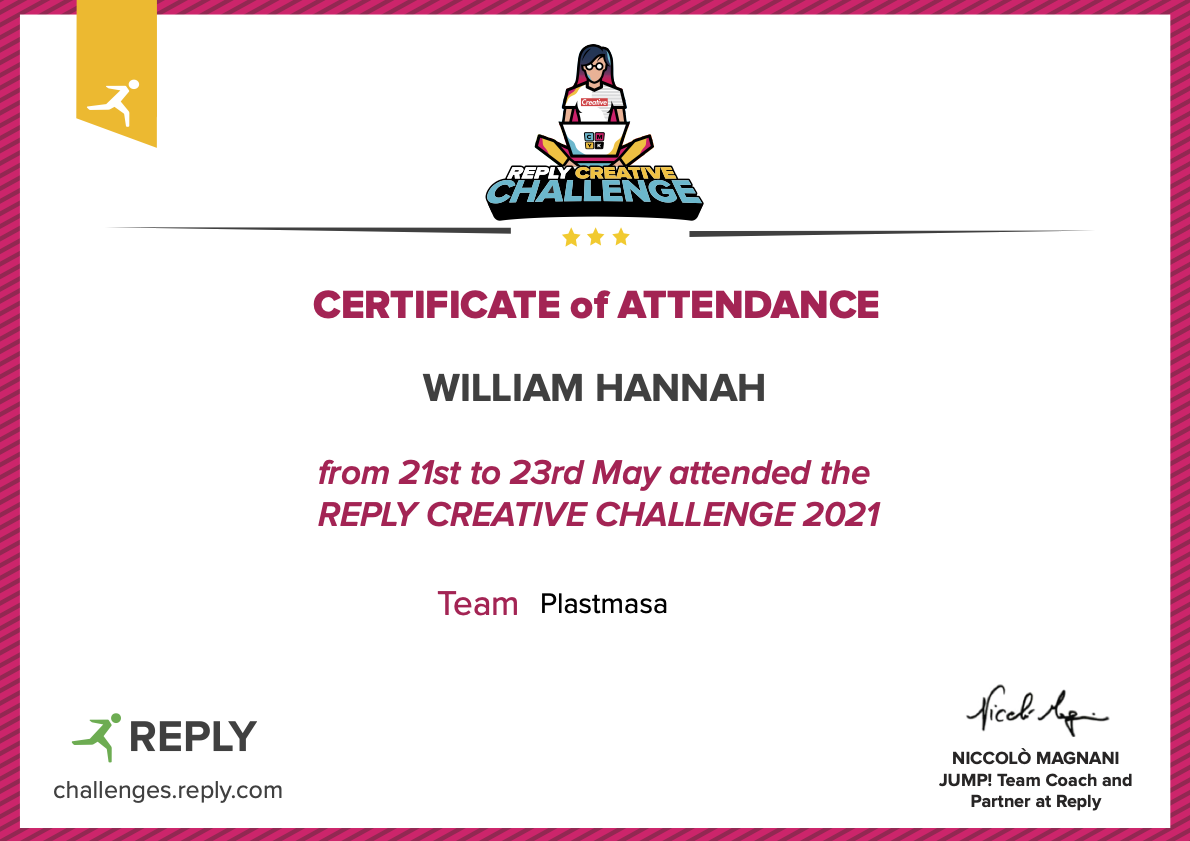 Creative
C M
Y K
REPLY CREATIVE
CHALLENGE
CERTIFICATE of ATTENDANCE
WILLIAM HANNAH
from 21st to 23rd May attended the
REPLY CREATIVE CHALLENGE 2021
Team Plastmasa
REPLY
challenges.reply.com
Nicolò Magnani
NICCOLÒ MAGNANI
JUMP! Team Coach and
Partner at Reply